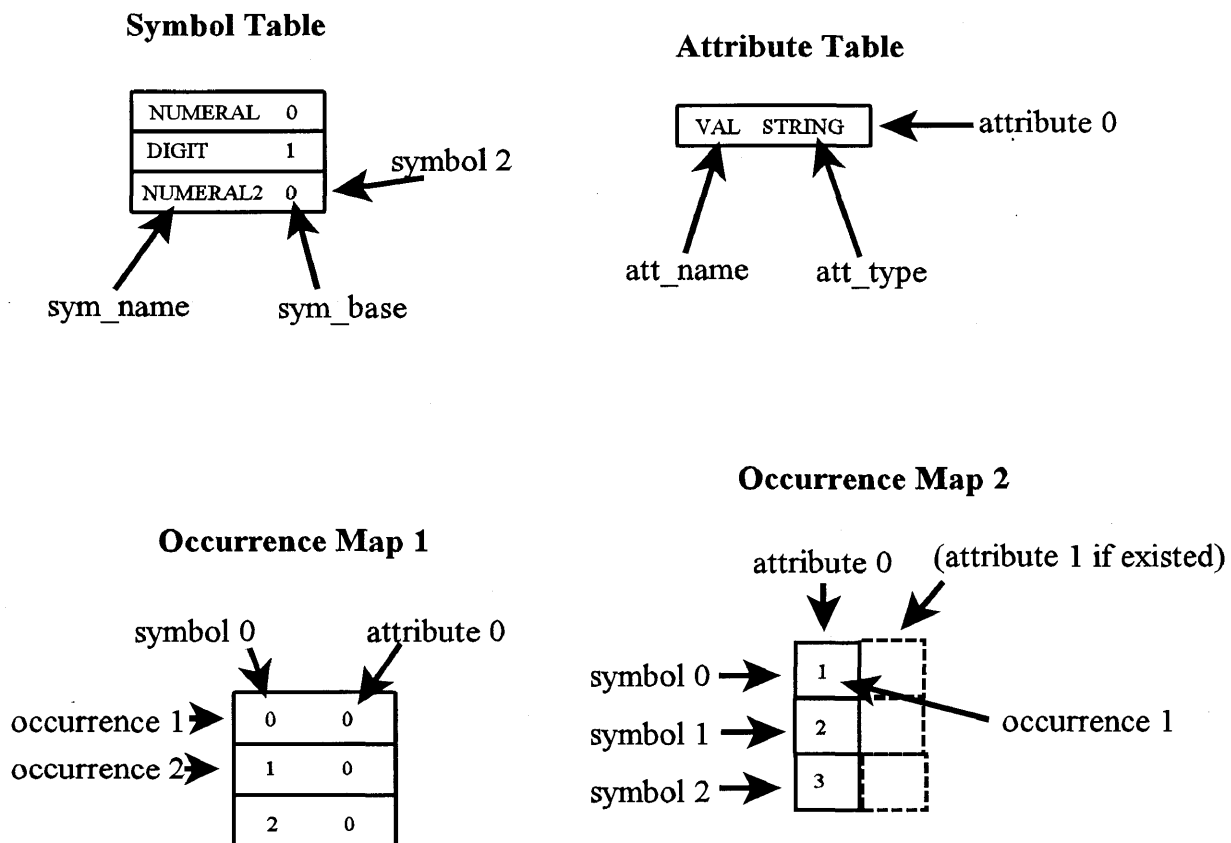 Symbol Table
NUMERAL 0
DIGIT 1
NUMERAL2 0
symbol 2
sym_name
sym_base
Attribute Table
VAL STRING
attribute 0
att_name
att_type
Occurrence Map 1
symbol 0
attribute 0
occurrence 1
0 0
occurrence 2
1 0
2 0
Occurrence Map 2
attribute 0
(attribute 1 if existed)
symbol 0
1
symbol 1
2
occurrence 1
symbol 2
3